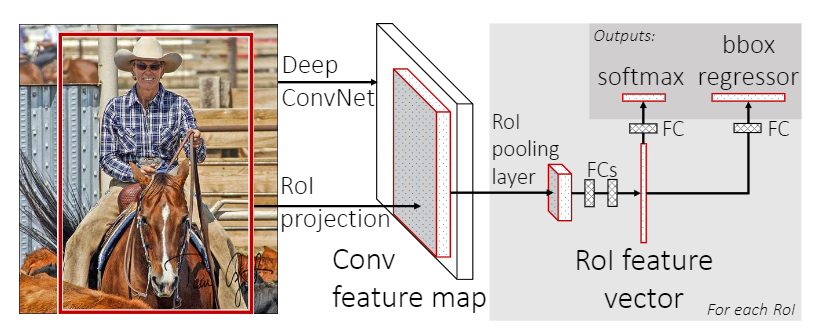 Deep
ConvNet
RoI
projection
Conv
feature map
RoI
pooling
layer
FCs
RoI feature
vector
Outputs:
softmax
bbox
regressor
FC
FC
For each RoI